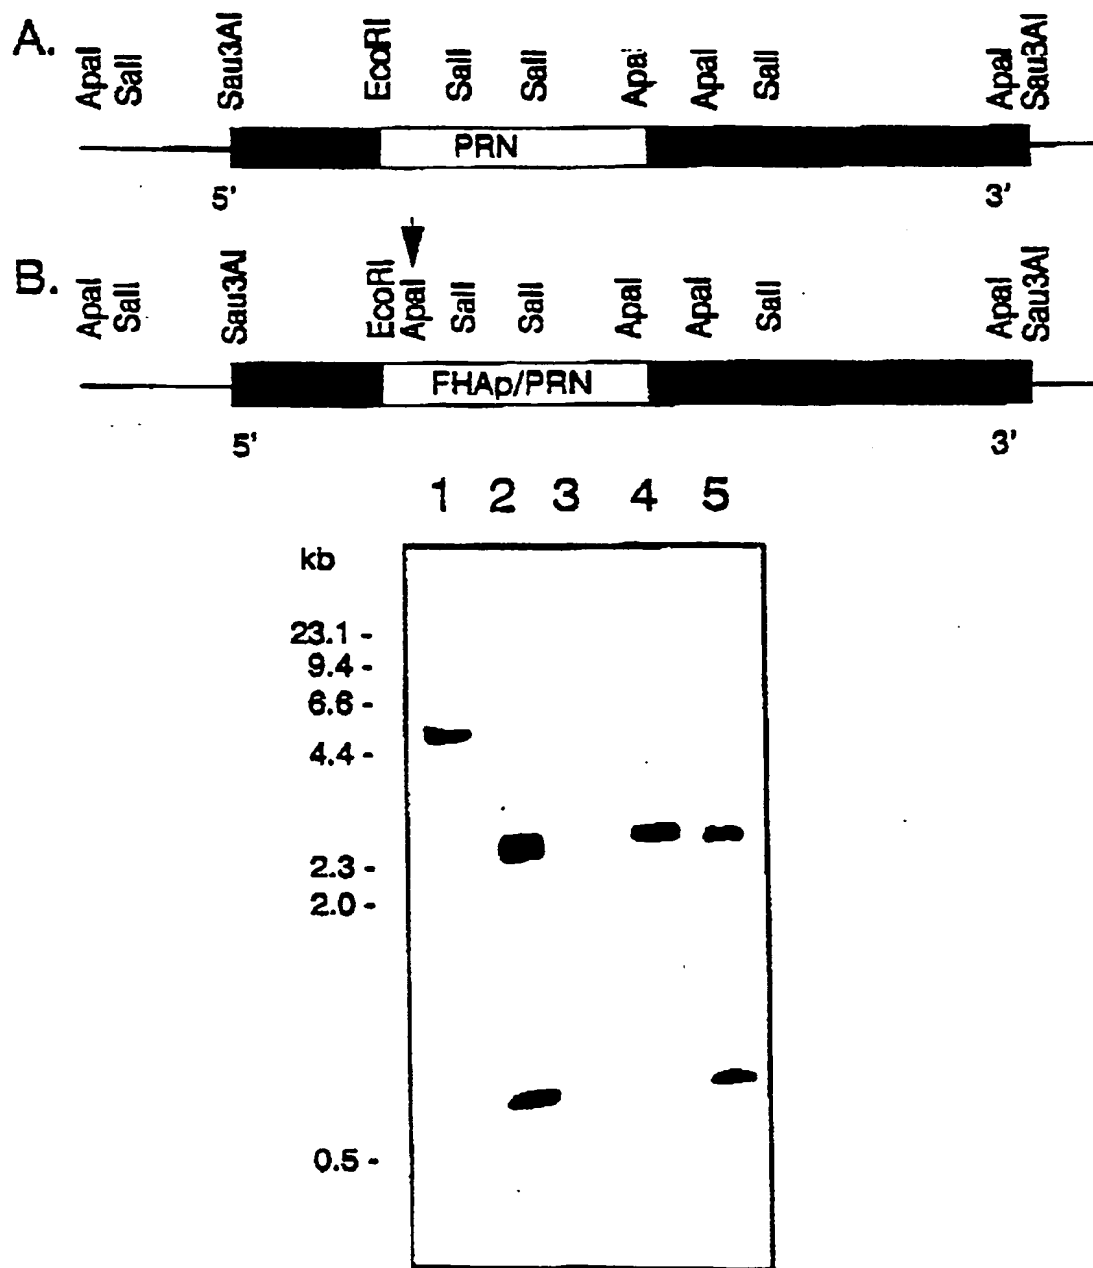 A.
ApaI SalI Sau3AI EcoRI SalI SalI ApaI ApaI SalI ApaI Sau3AI
PRN
5' 3'
B.
ApaI SalI Sau3AI EcoRI ApaI SalI SalI ApaI ApaI SalI ApaI Sau3AI
FHAp/PRN
5' 3'
1 2 3 4 5
kb
23.1 -
9.4 -
6.6 -
4.4 -
2.3 -
2.0 -
0.5 -